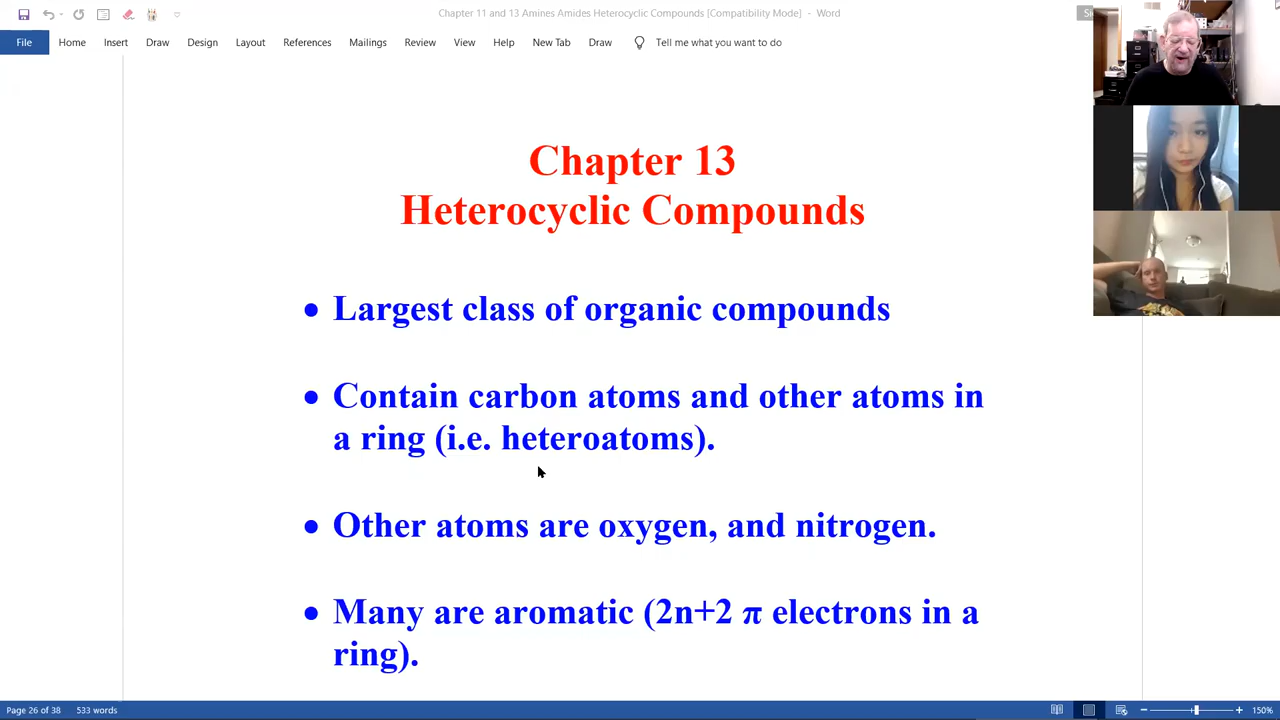 Chapter 11 and 13 Amines Amides Heterocyclic Compounds [Compatibility Mode] - Word
File Home Insert Draw Design Layout References Mailings Review View Help New Tab Draw Tell me what you want to do
Chapter 13
Heterocyclic Compounds
• Largest class of organic compounds
• Contain carbon atoms and other atoms in
a ring (i.e. heteroatoms).
• Other atoms are oxygen, and nitrogen.
• Many are aromatic (2n+2 π electrons in a
ring).
Page 26 of 38 533 words 150%